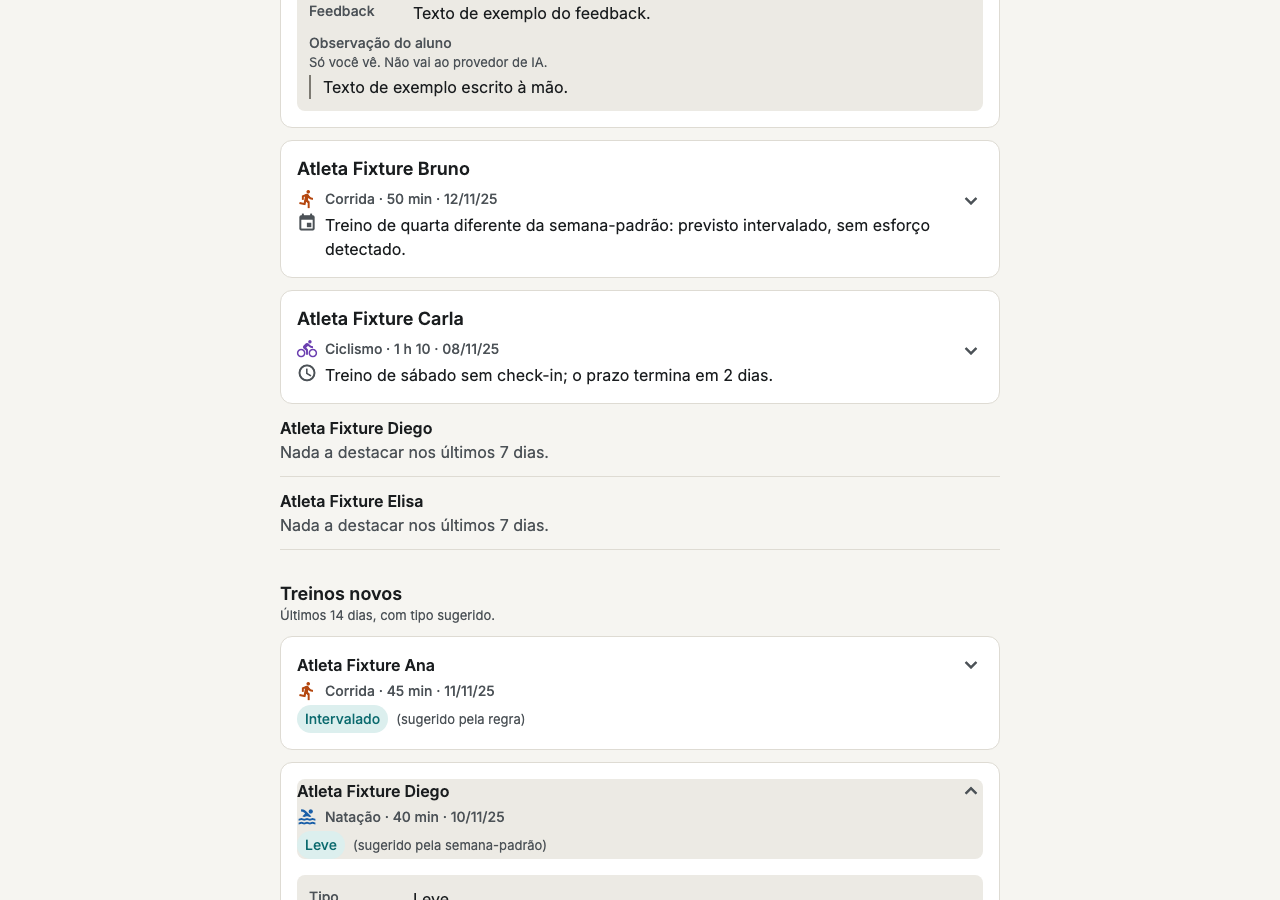 Feedback
Texto de exemplo do feedback.
Observação do aluno
Só você vê. Não vai ao provedor de IA.
Texto de exemplo escrito à mão.
Atleta Fixture Bruno
Corrida · 50 min · 12/11/25
Treino de quarta diferente da semana-padrão: previsto intervalado, sem esforço
detectado.
Atleta Fixture Carla
Ciclismo · 1 h 10 · 08/11/25
Treino de sábado sem check-in; o prazo termina em 2 dias.
Atleta Fixture Diego
Nada a destacar nos últimos 7 dias.
Atleta Fixture Elisa
Nada a destacar nos últimos 7 dias.
Treinos novos
Últimos 14 dias, com tipo sugerido.
Atleta Fixture Ana
Corrida · 45 min · 11/11/25
Intervalado (sugerido pela regra)
Atleta Fixture Diego
Natação · 40 min · 10/11/25
Leve (sugerido pela semana-padrão)
Tipo Leve